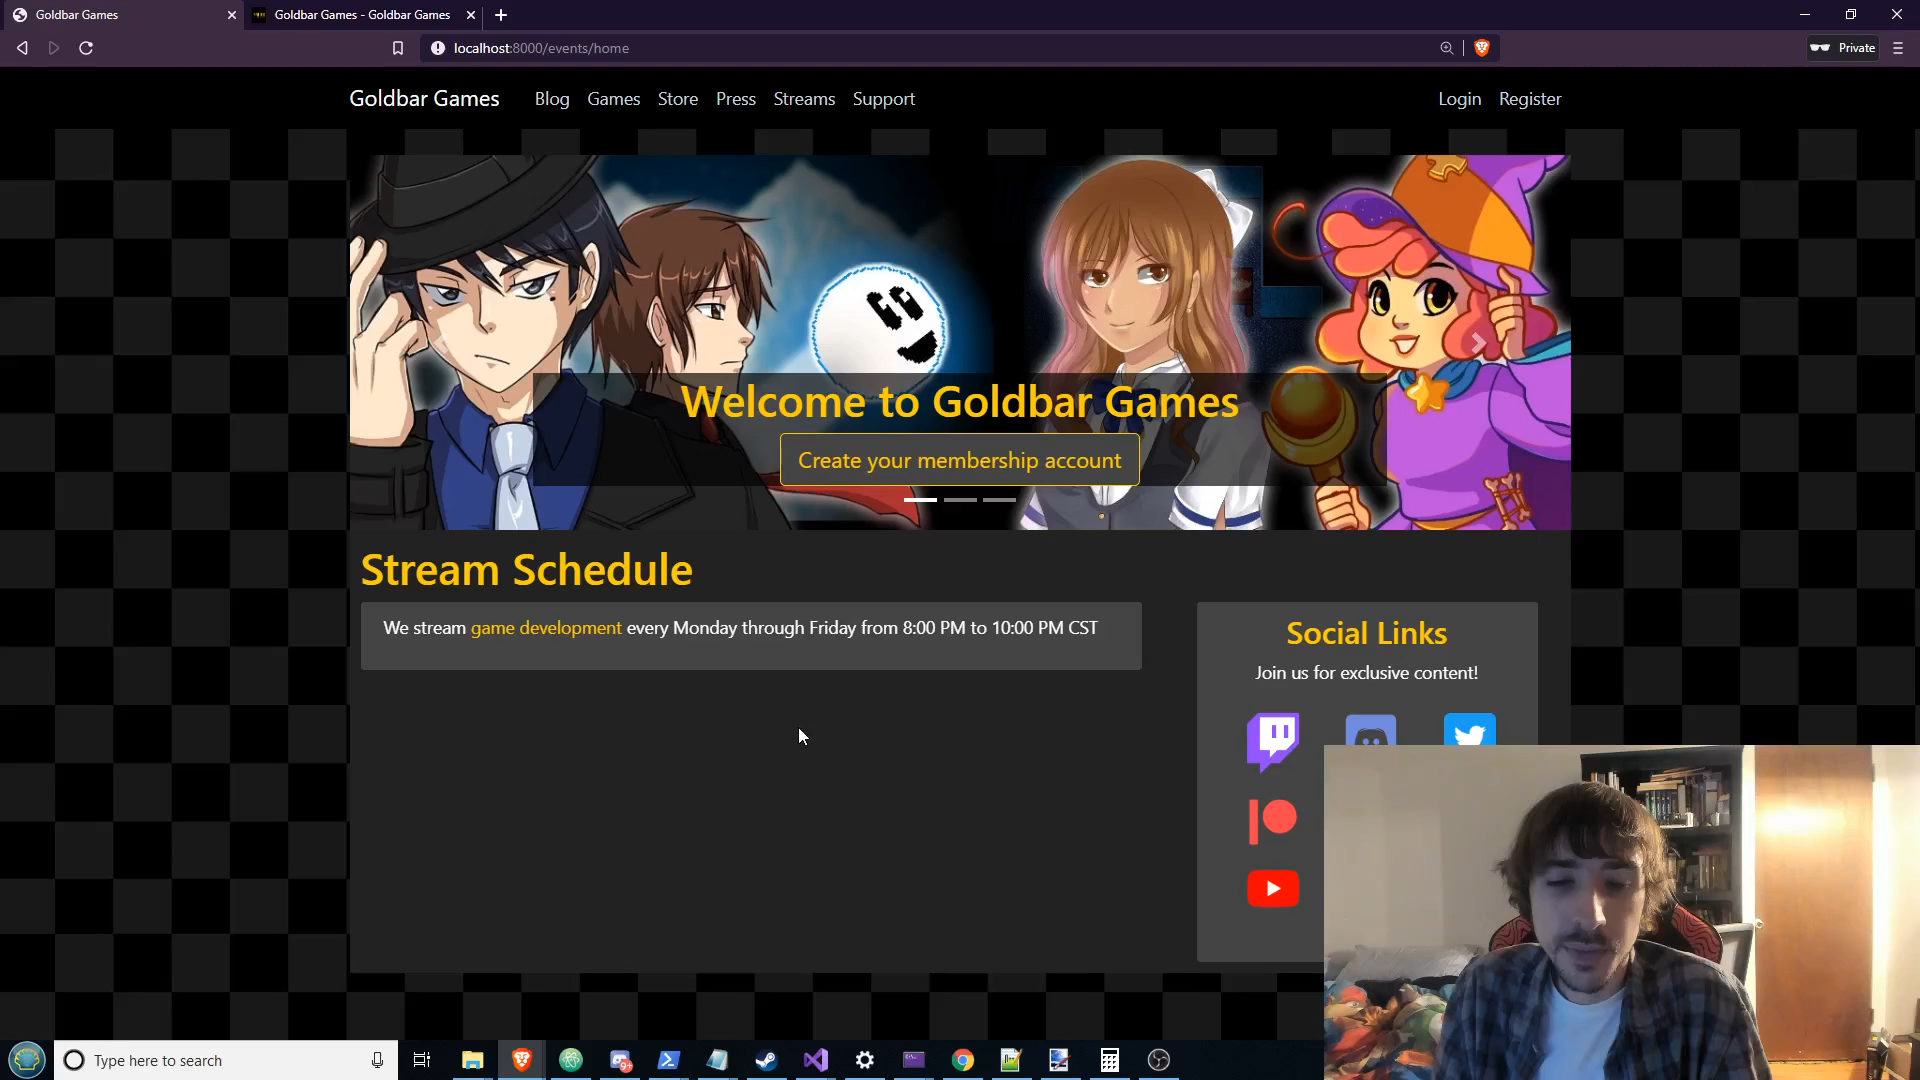 Goldbar Games
Goldbar Games - Goldbar Games
localhost:8000/events/home
Private
Goldbar Games
Blog
Games
Store
Press
Streams
Support
Login
Register
Welcome to Goldbar Games
Create your membership account
Stream Schedule
We stream game development every Monday through Friday from 8:00 PM to 10:00 PM CST
Social Links
Join us for exclusive content!
Type here to search